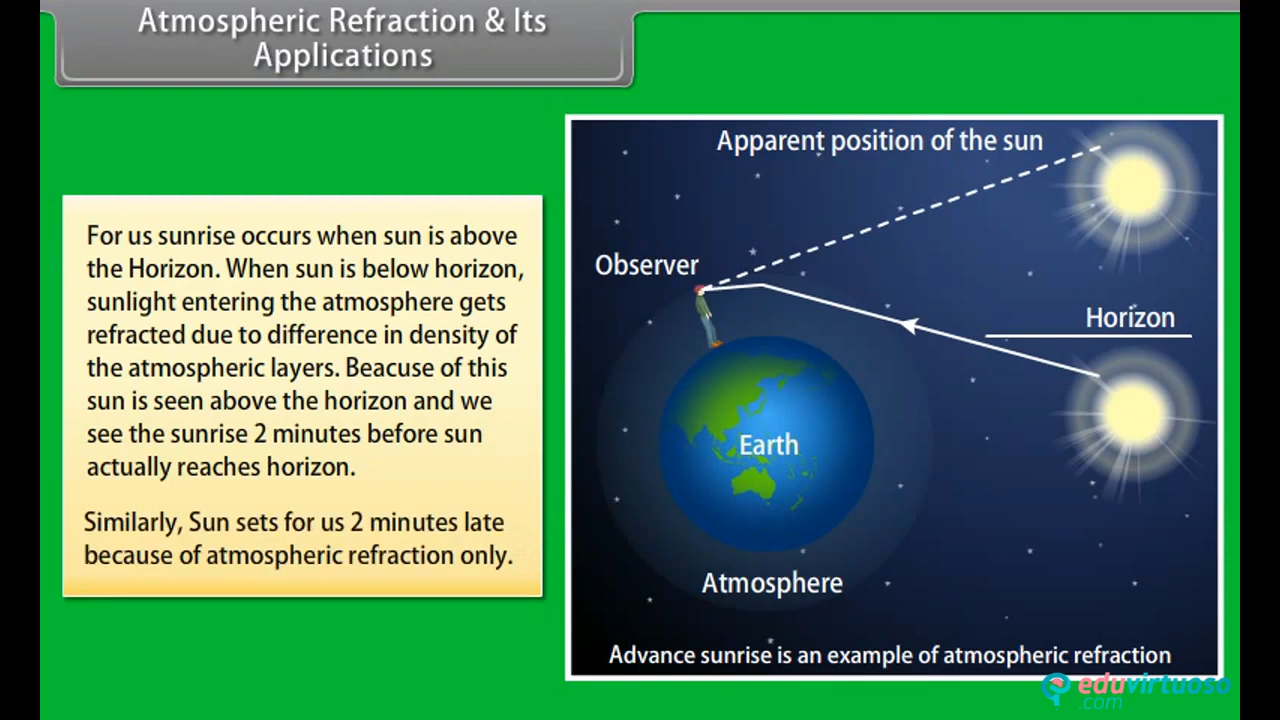 Atmospheric Refraction & Its
Applications
For us sunrise occurs when sun is above
the Horizon. When sun is below horizon,
sunlight entering the atmosphere gets
refracted due to difference in density of
the atmospheric layers. Beacuse of this
sun is seen above the horizon and we
see the sunrise 2 minutes before sun
actually reaches horizon.
Similarly, Sun sets for us 2 minutes late
because of atmospheric refraction only.
Apparent position of the sun
Observer
Horizon
Earth
Atmosphere
Advance sunrise is an example of atmospheric refraction
eduvirtuoso
.com